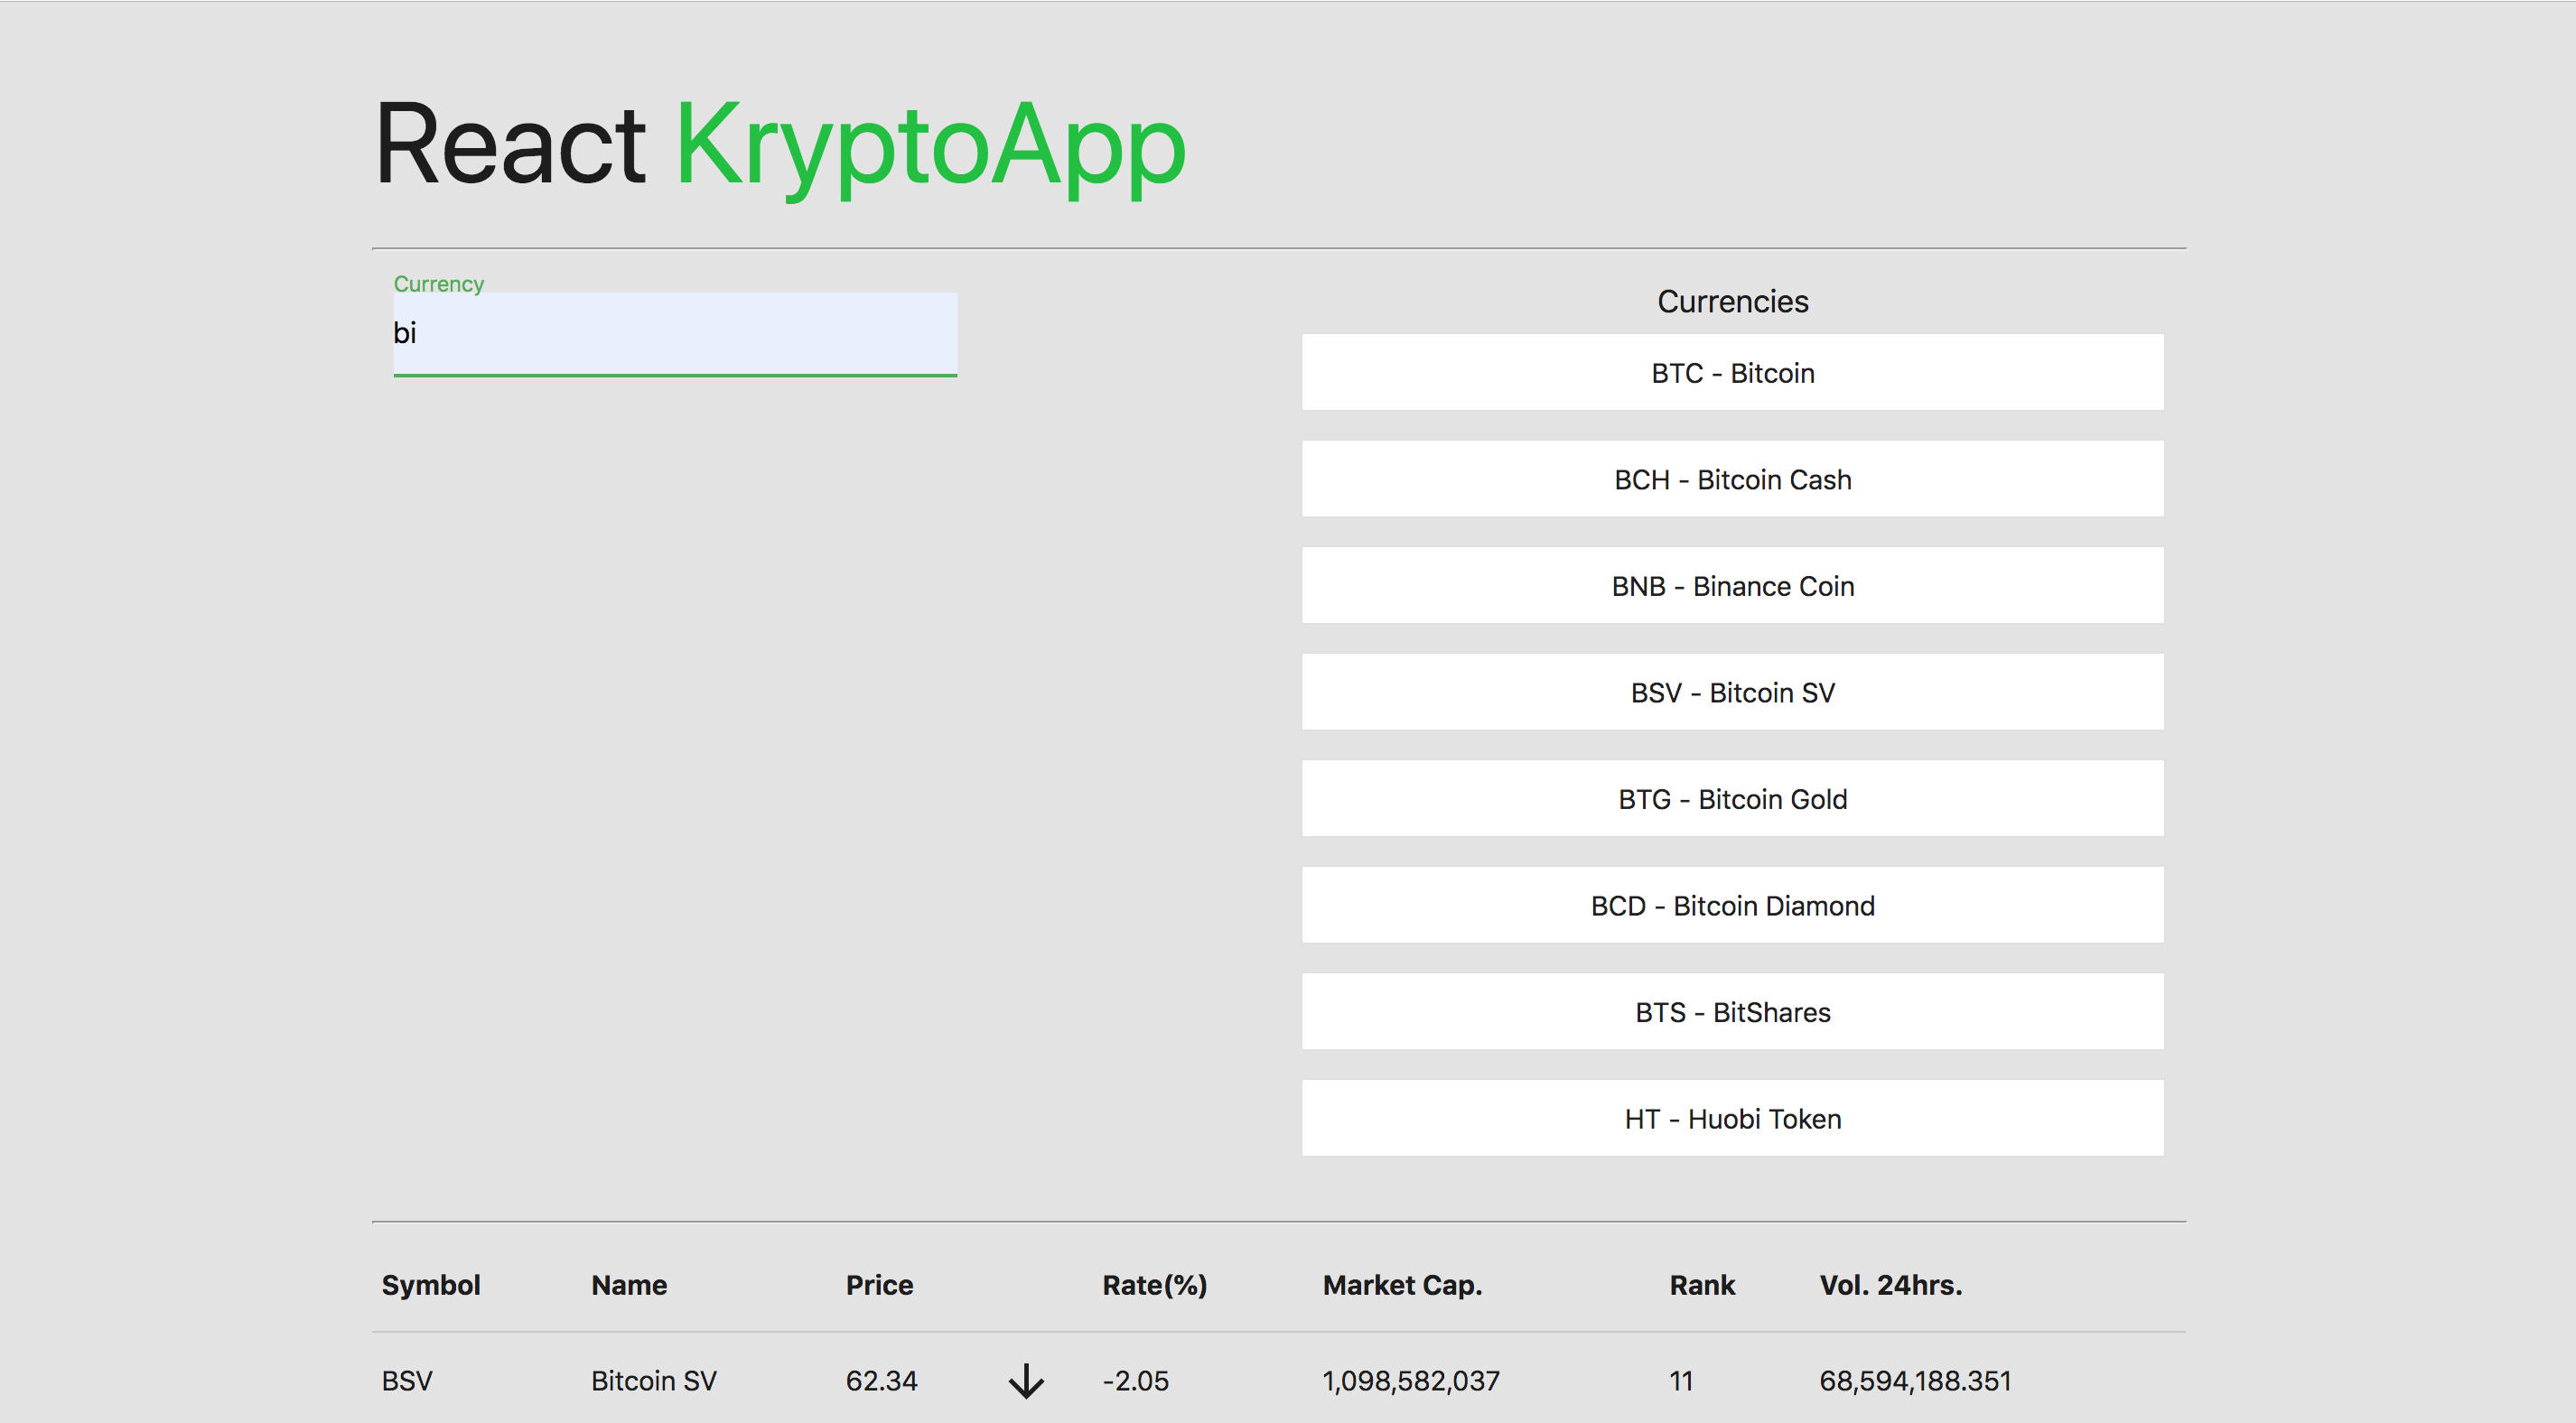 React KryptoApp
Currency
bi
Currencies
BTC - Bitcoin
BCH - Bitcoin Cash
BNB - Binance Coin
BSV - Bitcoin SV
BTG - Bitcoin Gold
BCD - Bitcoin Diamond
BTS - BitShares
HT - Huobi Token
Symbol Name Price Rate(%) Market Cap. Rank Vol. 24hrs.
BSV Bitcoin SV 62.34 -2.05 1,098,582,037 11 68,594,188.351